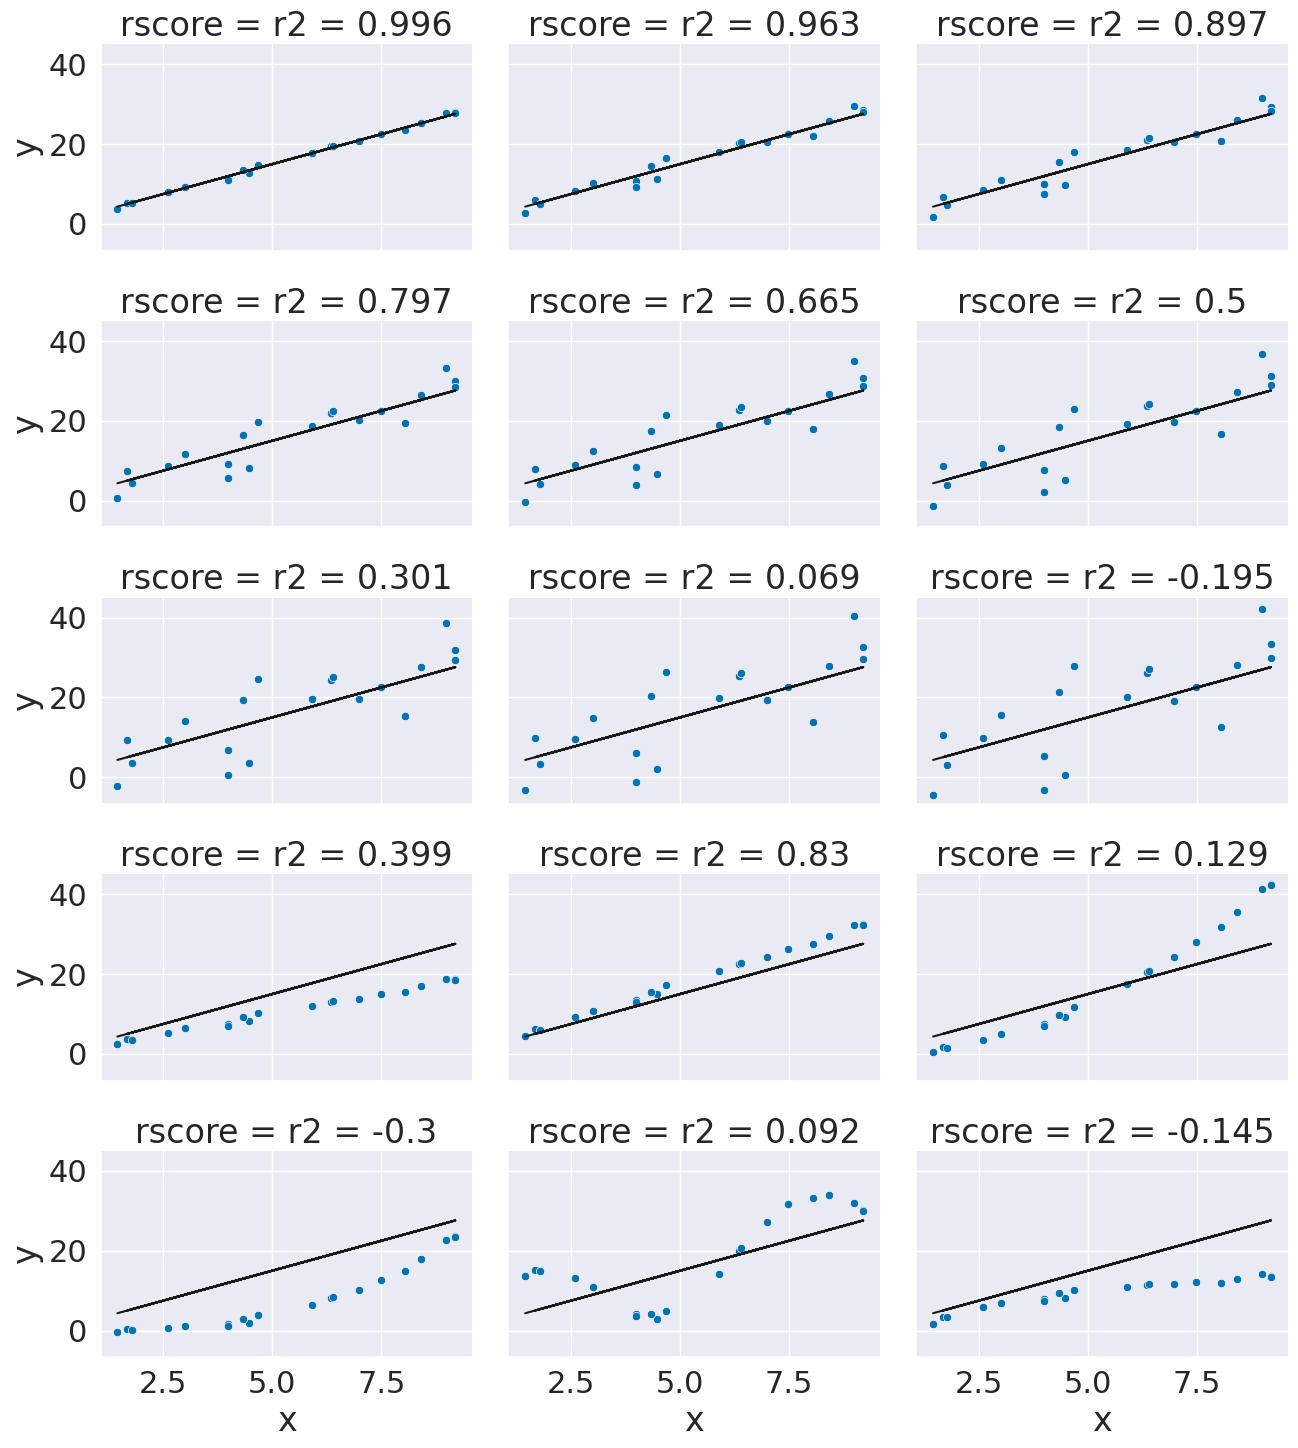 rscore = r2 = 0.996 rscore = r2 = 0.963 rscore = r2 = 0.897
40
20
0
y
rscore = r2 = 0.797 rscore = r2 = 0.665 rscore = r2 = 0.5
40
20
0
y
rscore = r2 = 0.301 rscore = r2 = 0.069 rscore = r2 = -0.195
40
20
0
y
rscore = r2 = 0.399 rscore = r2 = 0.83 rscore = r2 = 0.129
40
20
0
y
rscore = r2 = -0.3 rscore = r2 = 0.092 rscore = r2 = -0.145
40
20
0
y
2.5 5.0 7.5 2.5 5.0 7.5 2.5 5.0 7.5
x x x